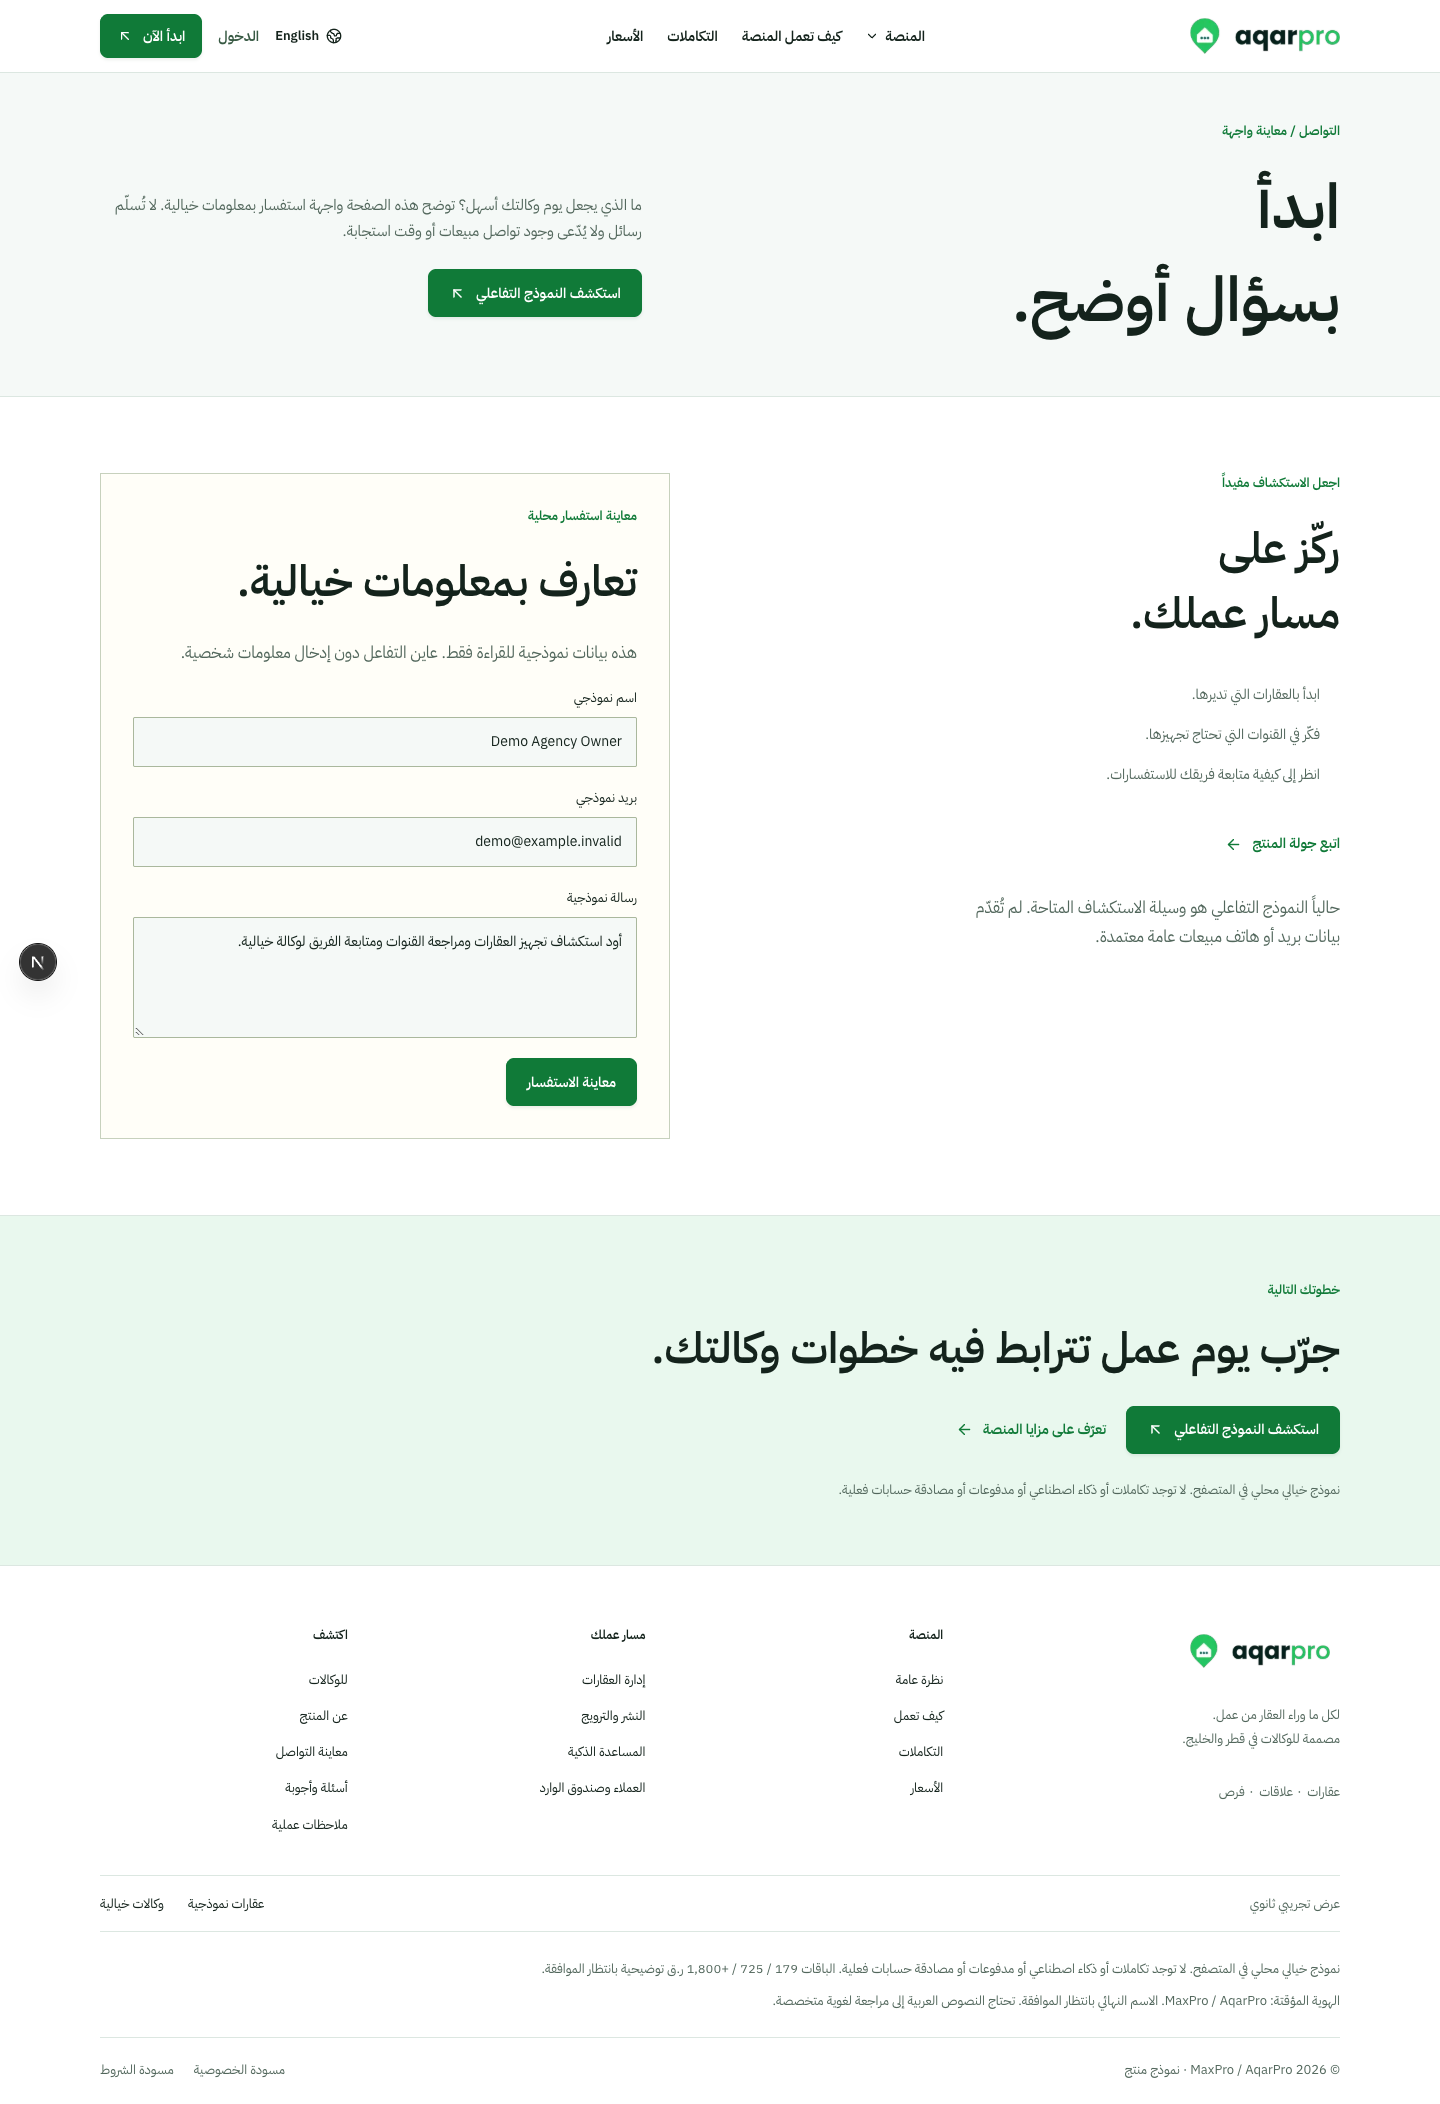 aqarpro
المنصة
كيف تعمل المنصة
التكاملات
الأسعار
English
الدخول
ابدأ الآن
التواصل / معاينة واجهة
ابدأ
بسؤال أوضح.
ما الذي يجعل يوم وكالتك أسهل؟ توضح هذه الصفحة واجهة استفسار بمعلومات خيالية. لا تُسلّم
رسائل ولا يُدّعى وجود تواصل مبيعات أو وقت استجابة.
استكشف النموذج التفاعلي
اجعل الاستكشاف مفيداً
ركّز على
مسار عملك.
ابدأ بالعقارات التي تديرها.
فكّر في القنوات التي تحتاج تجهيزها.
انظر إلى كيفية متابعة فريقك للاستفسارات.
اتبع جولة المنتج
حالياً النموذج التفاعلي هو وسيلة الاستكشاف المتاحة. لم تُقدّم
بيانات بريد أو هاتف مبيعات عامة معتمدة.
معاينة استفسار محلية
تعارف بمعلومات خيالية.
هذه بيانات نموذجية للقراءة فقط. عاين التفاعل دون إدخال معلومات شخصية.
اسم نموذجي
Demo Agency Owner
بريد نموذجي
demo@example.invalid
رسالة نموذجية
أود استكشاف تجهيز العقارات ومراجعة القنوات ومتابعة الفريق لوكالة خيالية.
معاينة الاستفسار
N
خطوتك التالية
جرّب يوم عمل تترابط فيه خطوات وكالتك.
استكشف النموذج التفاعلي
تعرّف على مزايا المنصة
نموذج خيالي محلي في المتصفح. لا توجد تكاملات أو ذكاء اصطناعي أو مدفوعات أو مصادقة حسابات فعلية.
aqarpro
لكل ما وراء العقار من عمل.
مصممة للوكالات في قطر والخليج.
عقارات · علاقات · فرص
المنصة
نظرة عامة
كيف تعمل
التكاملات
الأسعار
مسار عملك
إدارة العقارات
النشر والترويج
المساعدة الذكية
العملاء وصندوق الوارد
اكتشف
للوكالات
عن المنتج
معاينة التواصل
أسئلة وأجوبة
ملاحظات عملية
عرض تجريبي ثانوي
عقارات نموذجية
وكالات خيالية
نموذج خيالي محلي في المتصفح. لا توجد تكاملات أو ذكاء اصطناعي أو مدفوعات أو مصادقة حسابات فعلية. الباقات 179 / 725 / +1,800 ر.ق توضيحية بانتظار الموافقة.
الهوية المؤقتة: MaxPro / AqarPro. الاسم النهائي بانتظار الموافقة. تحتاج النصوص العربية إلى مراجعة لغوية متخصصة.
© 2026 MaxPro / AqarPro · نموذج منتج
مسودة الخصوصية
مسودة الشروط